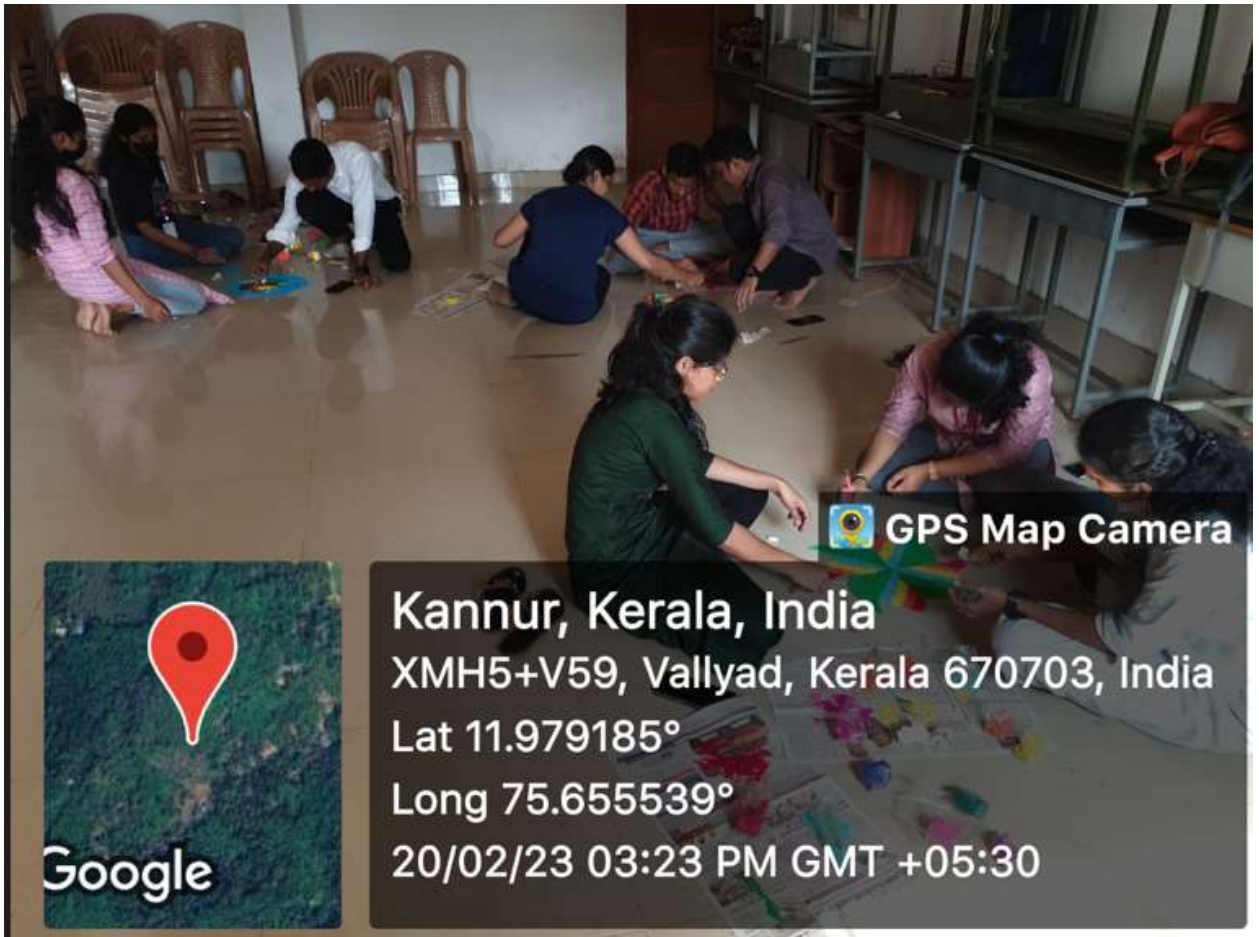 GPS Map Camera
Kannur, Kerala, India
XMH5+V59, Vallyad, Kerala 670703, India
Lat 11.979185°
Long 75.655539°
20/02/23 03:23 PM GMT +05:30
Google